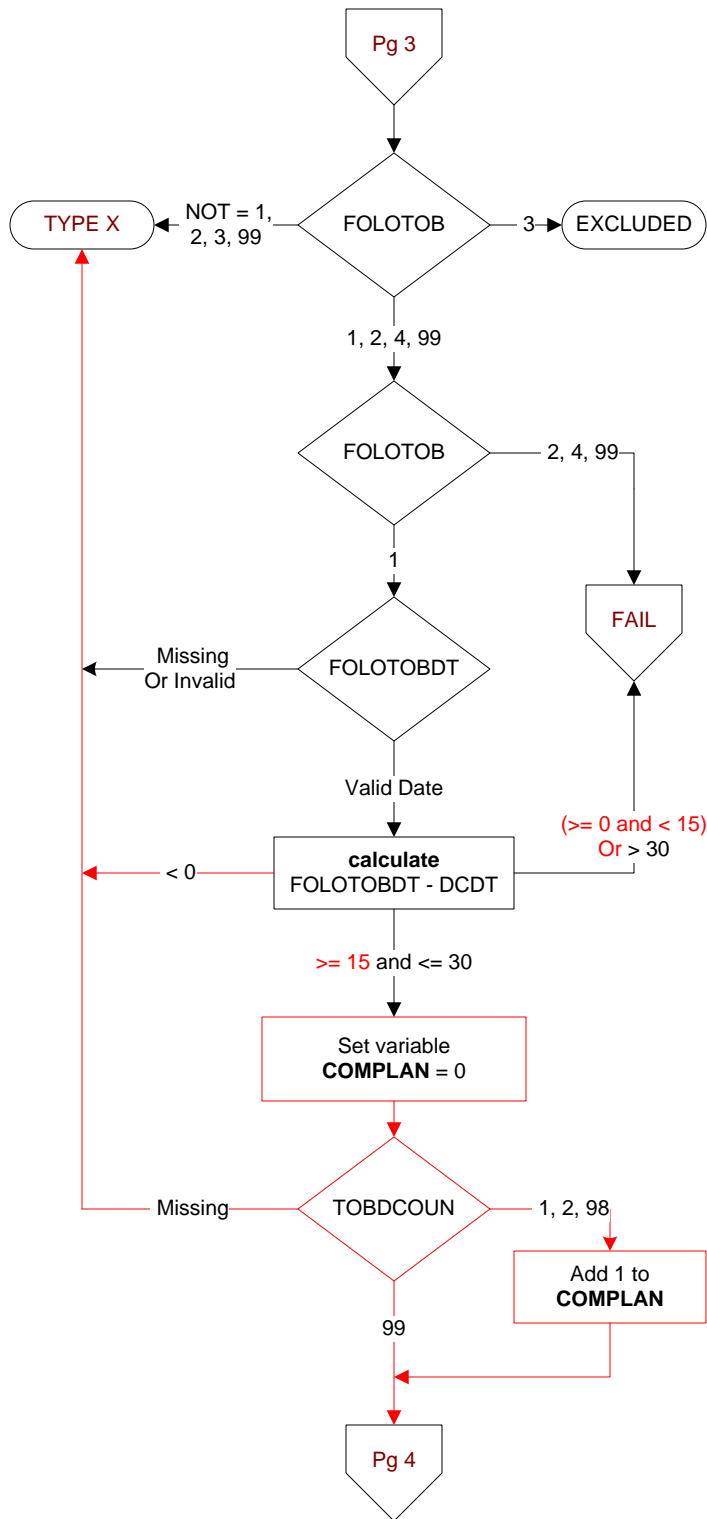 Pg 3
TYPE X
NOT = 1,
2, 3, 99
FOLOTOB
3
EXCLUDED
1, 2, 4, 99
FOLOTOB
2, 4, 99
1
FAIL
Missing
Or Invalid
FOLOTOBDT
Valid Date
(>= 0 and < 15)
Or > 30
< 0
calculate
FOLOTOBDT - DCDT
>= 15 and <= 30
Set variable
COMPLAN = 0
Missing
TOBDCOUN
1, 2, 98
Add 1 to
COMPLAN
99
Pg 4